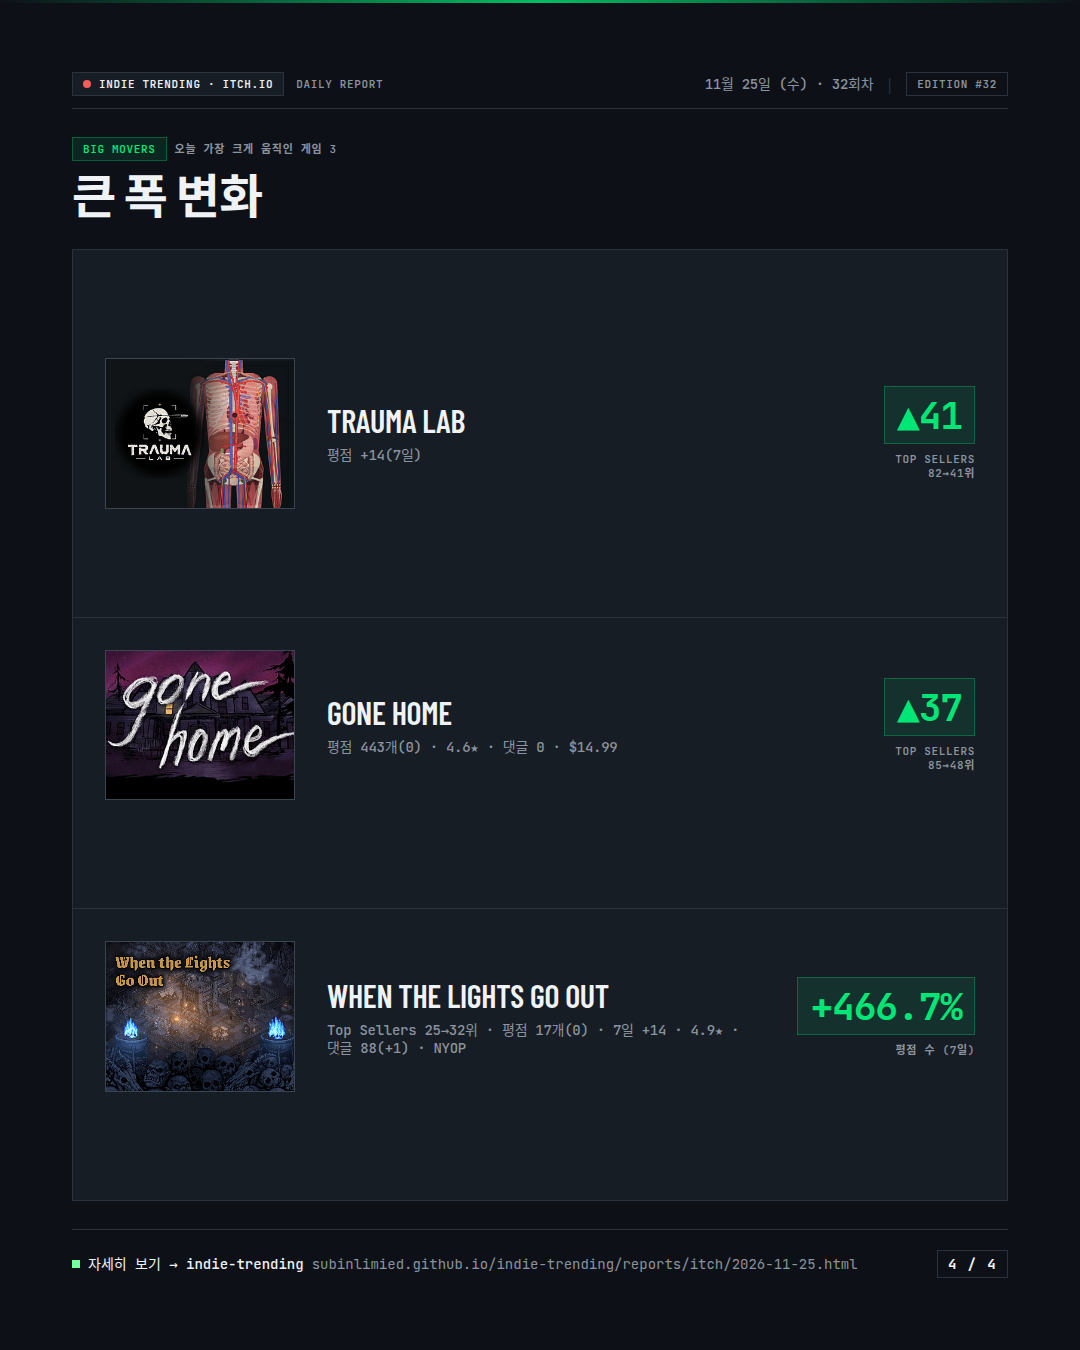 INDIE TRENDING · ITCH.IO
DAILY REPORT
11월 25일 (수) · 32회차
EDITION #32
BIG MOVERS
오늘 가장 크게 움직인 게임 3
큰 폭 변화
TRAUMA
LAB
TRAUMA LAB
평점 +14(7일)
▲41
TOP SELLERS
82→41위
gone
home
GONE HOME
평점 443개(0) · 4.6★ · 댓글 0 · $14.99
▲37
TOP SELLERS
85→48위
When the Lights
Go Out
WHEN THE LIGHTS GO OUT
Top Sellers 25→32위 · 평점 17개(0) · 7일 +14 · 4.9★ ·
댓글 88(+1) · NYOP
+466.7%
평점 수 (7일)
자세히 보기 → indie-trending subinlimied.github.io/indie-trending/reports/itch/2026-11-25.html
4 / 4